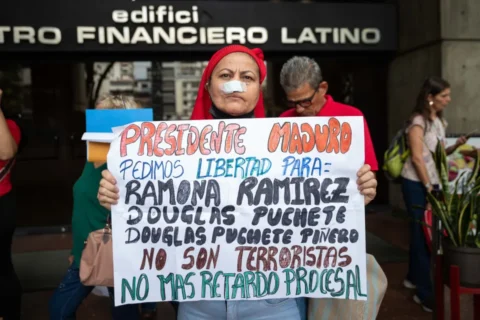 edifici
TRO FINANCIERO LATINO
PRESIDENTE MADURO
PEDIMOS LIBERTAD PARA:
RAMONA RAMIREZ
DOUGLAS PUCHETE
DOUGLAS PUCHETE PIÑERO
NO SON TERRORISTAS
NO MAS RETARDO PROCESAL